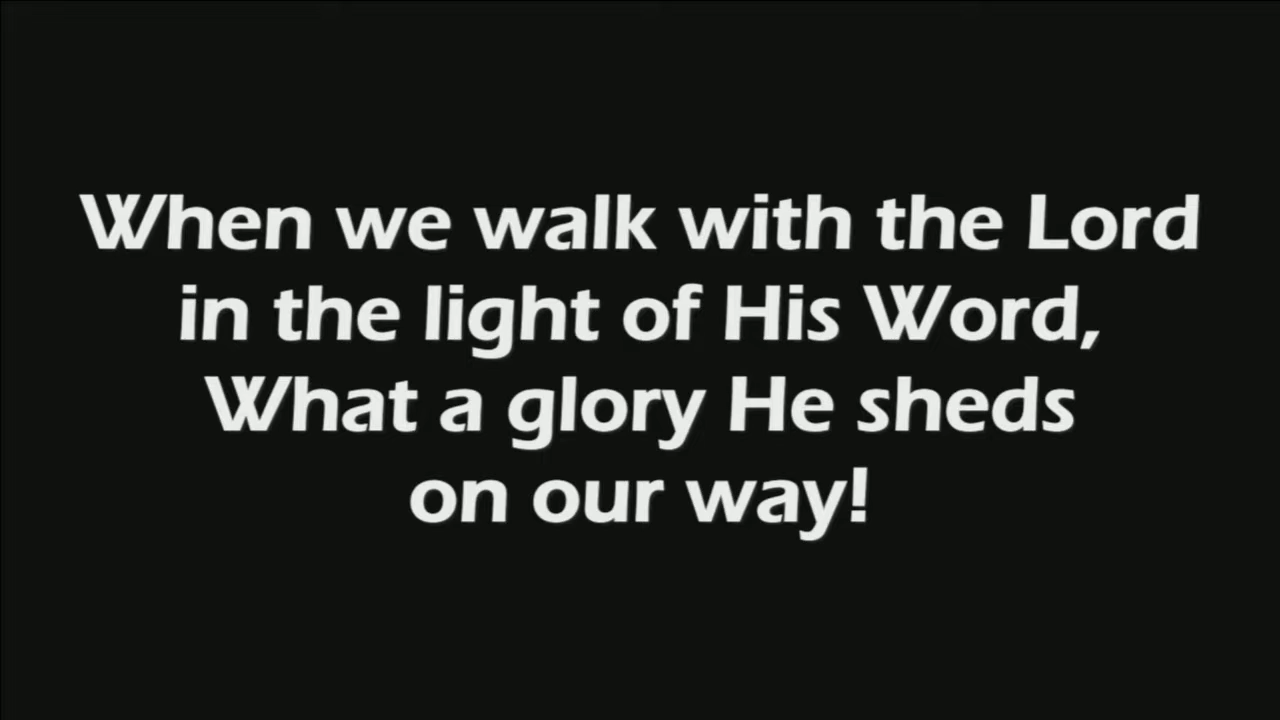 When we walk with the Lord
in the light of His Word,
What a glory He sheds
on our way!